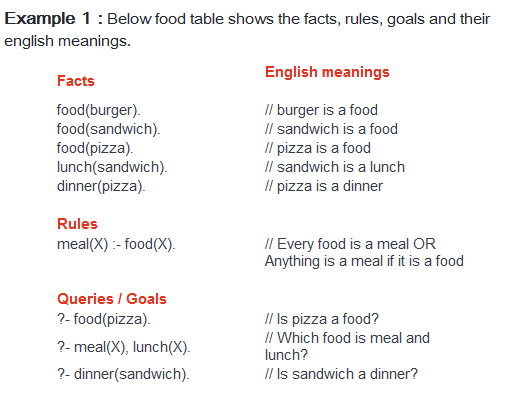 Example 1 : Below food table shows the facts, rules, goals and their
english meanings.
Facts English meanings
food(burger). // burger is a food
food(sandwich). // sandwich is a food
food(pizza). // pizza is a food
lunch(sandwich). // sandwich is a lunch
dinner(pizza). // pizza is a dinner
Rules
meal(X) :- food(X). // Every food is a meal OR
Anything is a meal if it is a food
Queries / Goals
?- food(pizza). // Is pizza a food?
?- meal(X), lunch(X). // Which food is meal and
lunch?
?- dinner(sandwich). // Is sandwich a dinner?